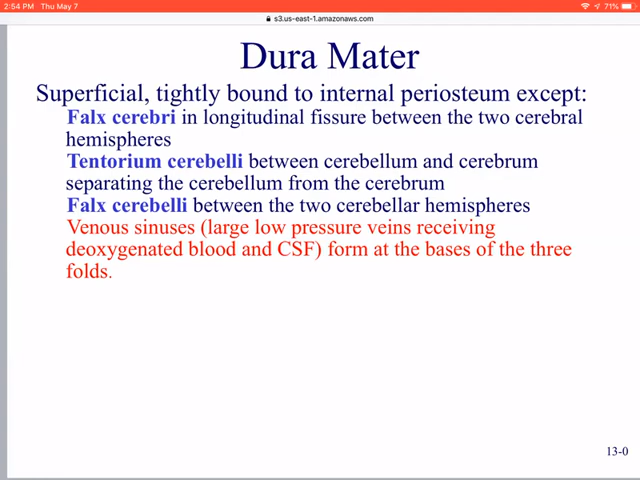 2:54 PM Thu May 7
71%
s3.us-east-1.amazonaws.com
Dura Mater
Superficial, tightly bound to internal periosteum except:
Falx cerebri in longitudinal fissure between the two cerebral
hemispheres
Tentorium cerebelli between cerebellum and cerebrum
separating the cerebellum from the cerebrum
Falx cerebelli between the two cerebellar hemispheres
Venous sinuses (large low pressure veins receiving
deoxygenated blood and CSF) form at the bases of the three
folds.
13-0